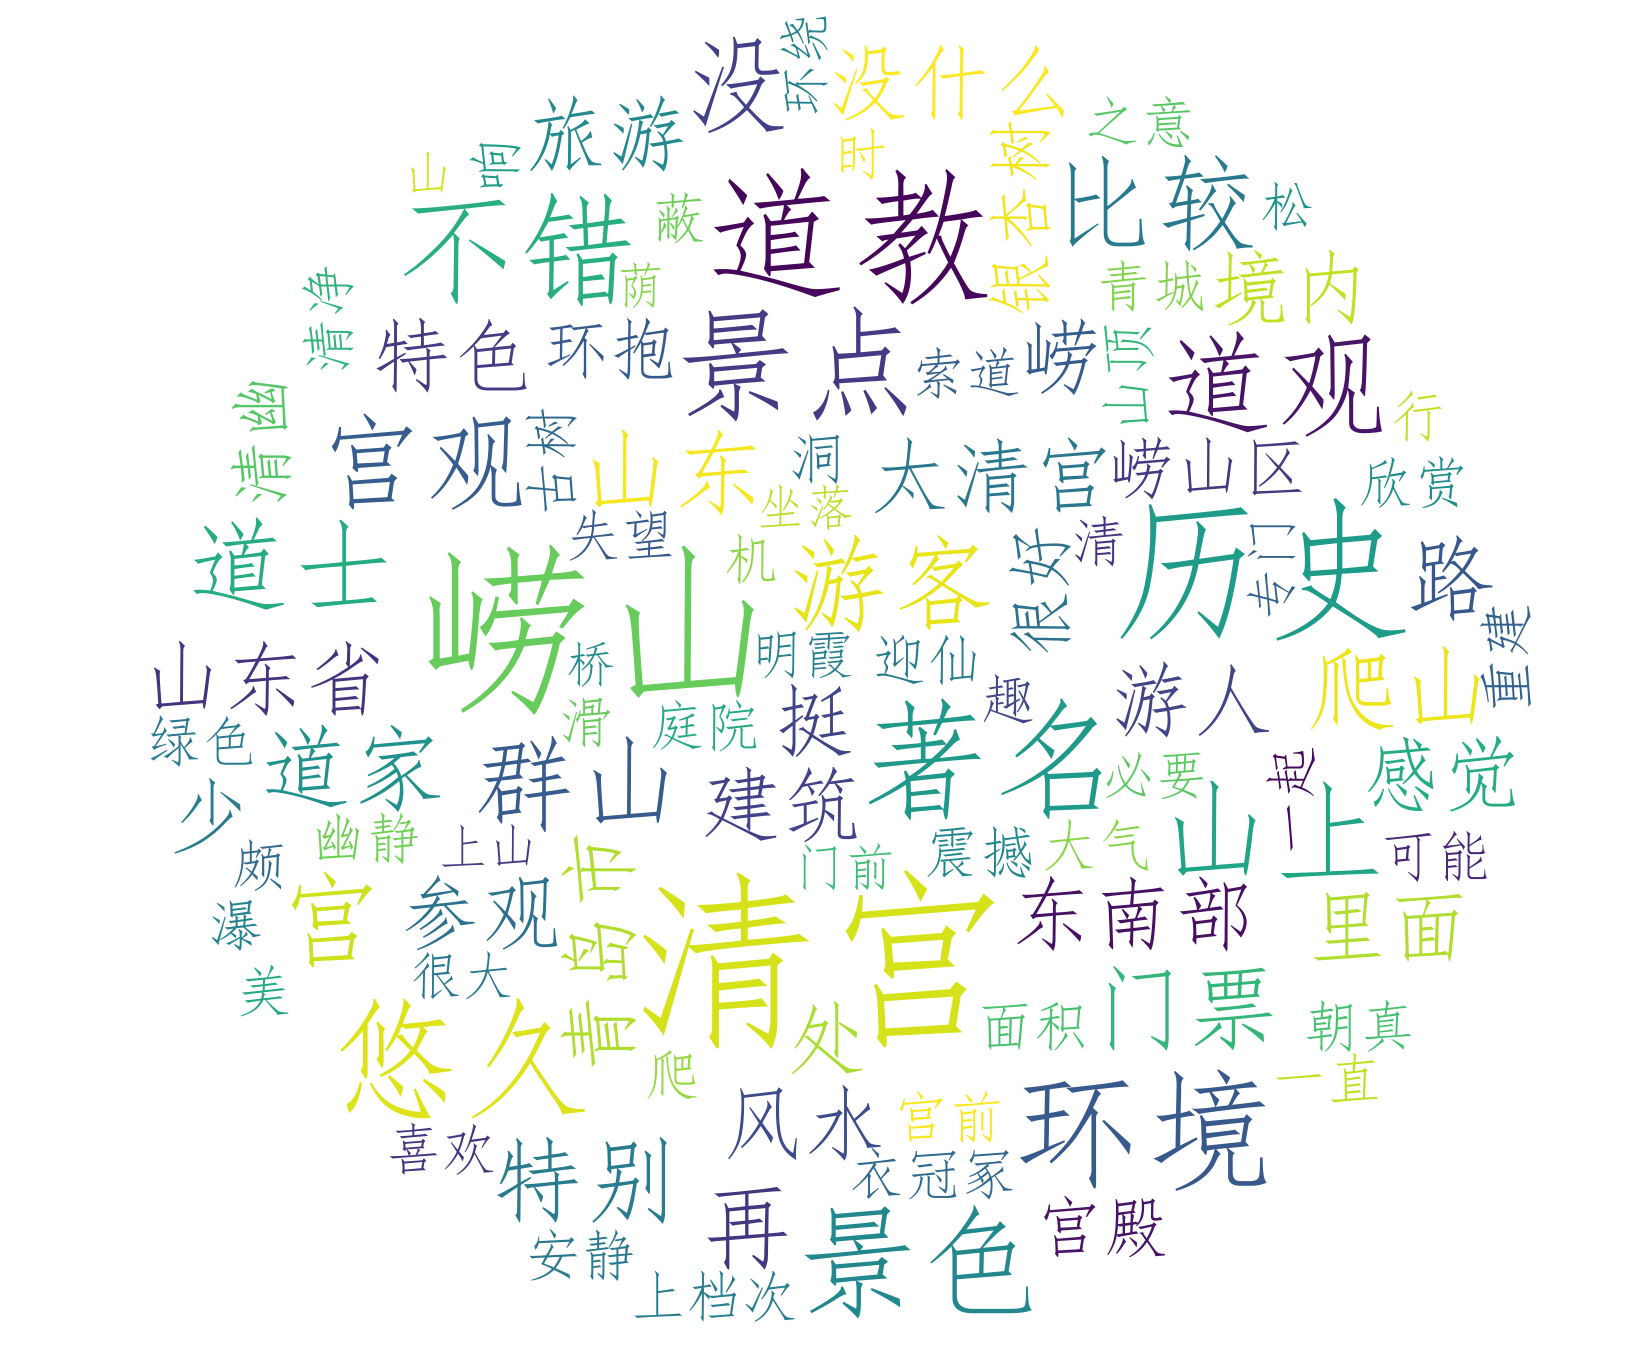 没
环绕
没什么
旅游
之意
响
时
银杏树
山
道教
比较
松
不错
蔽
荫
青城
境内
清净
特色
环抱
景点
索道
崂
山顶
道观
行
清幽
宫观
古树
山东
洞
太清宫
崂山区
欣赏
坐落
失望
道士
崂山
机
游客
很好
清
历史
专门
路
重建
山东省
桥
明霞
迎仙
趣
游人
爬山
绿色
道家
滑
庭院
挺
著名
必要
一起
感觉
少
群山
建筑
山上
幽静
上山
颇
门前
震撼
大气
可能
瀑
宫
参观
青岛市
清宫
东南部
里面
很大
美
悠久
处
面积
门票
朝真
爬
一直
风水
宫前
环境
喜欢
特别
衣冠冢
再
景色
宫殿
安静
上档次